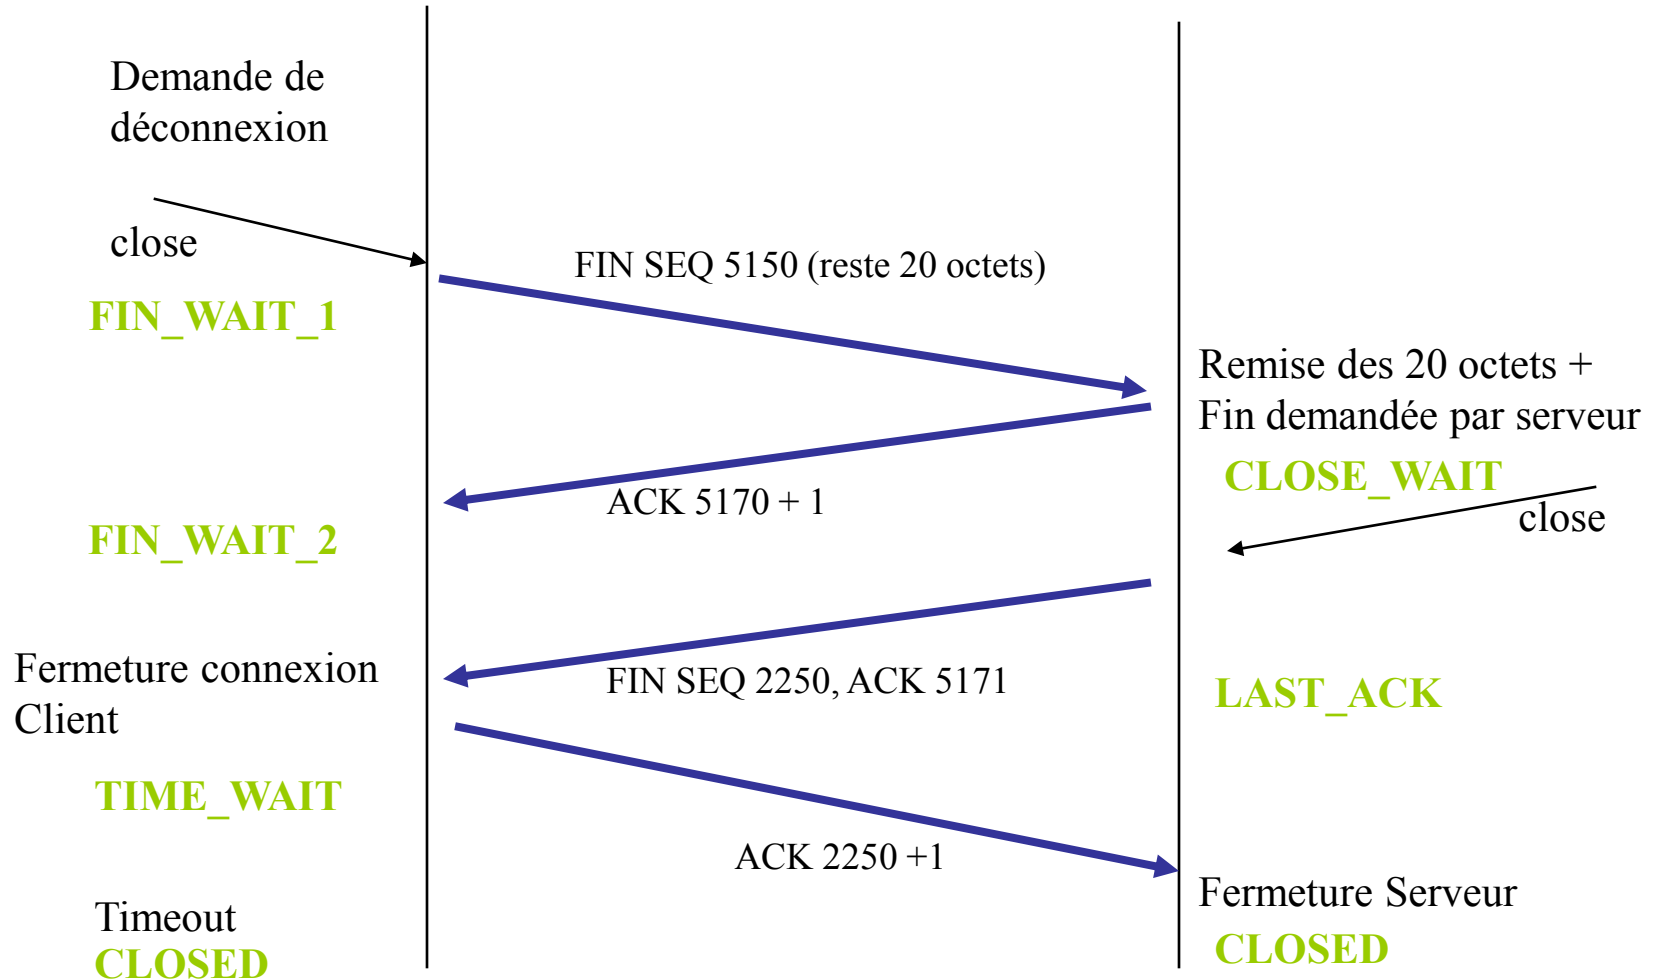 Demande de
déconnexion
close
FIN SEQ 5150 (reste 20 octets)
FIN_WAIT_1
Remise des 20 octets +
Fin demandée par serveur
CLOSE_WAIT
ACK 5170 + 1
close
FIN_WAIT_2
Fermeture connexion
Client
FIN SEQ 2250, ACK 5171
LAST_ACK
TIME_WAIT
ACK 2250 +1
Fermeture Serveur
Timeout
CLOSED
CLOSED